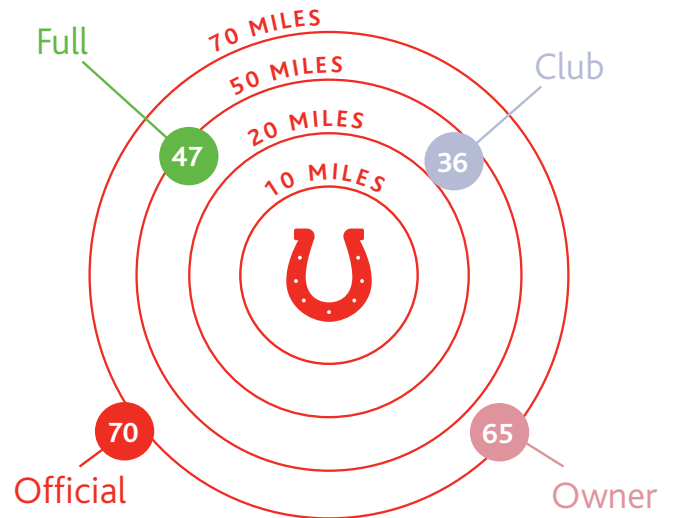 70 MILES
Full
Club
50 MILES
20 MILES
47
36
10 MILES
70
65
Official
Owner